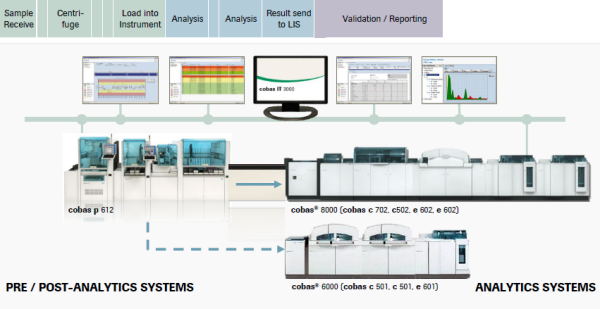 Sample Receive
Centri-fuge
Load into Instrument
Analysis
Analysis
Result send to LIS
Validation / Reporting
cobas IT 3000
cobas p 612
cobas® 8000 (cobas c 702, c502, e 602, e 602)
cobas® 6000 (cobas c 501, c 501, e 601)
PRE / POST-ANALYTICS SYSTEMS
ANALYTICS SYSTEMS